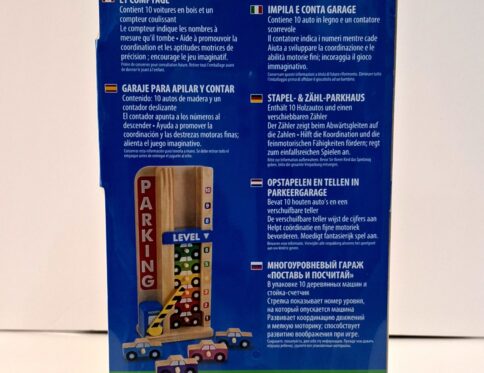 ET COMPTAGE
Contient 10 voitures en bois et un
compteur coulissant
Le compteur indique les nombres à
mesure qu'il tombe • Aide à promouvoir la
coordination et les aptitudes motrices de
précision ; encourage le jeu imaginatif.
GARAJE PARA APILAR Y CONTAR
Contenido: 10 autos de madera y un
contador deslizante
El contador apunta a los números al
descender • Ayuda a promover la
coordinación y las destrezas motoras finas;
alienta el juego imaginativo.
IMPILA E CONTA GARAGE
Contiene 10 auto in legno e un contatore
scorrevole
Il contatore indica i numeri mentre cade
Aiuta a sviluppare la coordinazione e le
abilità motorie fini; incoraggia il gioco
immaginativo.
STAPEL- & ZÄHL-PARKHAUS
Enthält 10 Holzautos und einen
verschiebbaren Zähler
Der Zähler zeigt beim Abwärtsgleiten auf
die Zahlen • Hilft die Koordination und die
feinmotorischen Fähigkeiten fördern; regt
zum einfallsreichen Spielen an.
OPSTAPELEN EN TELLEN IN
PARKEERGARAGE
Bevat 10 houten auto's en een
verschuifbare teller
De verschuifbare teller wijst de cijfers aan
Helpt coördinatie en fijne motoriek
bevorderen. Moedigt fantasierijk spel aan.
МНОГОУРОВНЕВЫЙ ГАРАЖ
«ПОСТАВЬ И ПОСЧИТАЙ»
В упаковке 10 деревянных машин и
стойка-счетчик
Стрелка показывает номер уровня,
на который опускается машина
Развивает координацию движений
и мелкую моторику; способствует
развитию воображения при игре.
PARKING
LEVEL